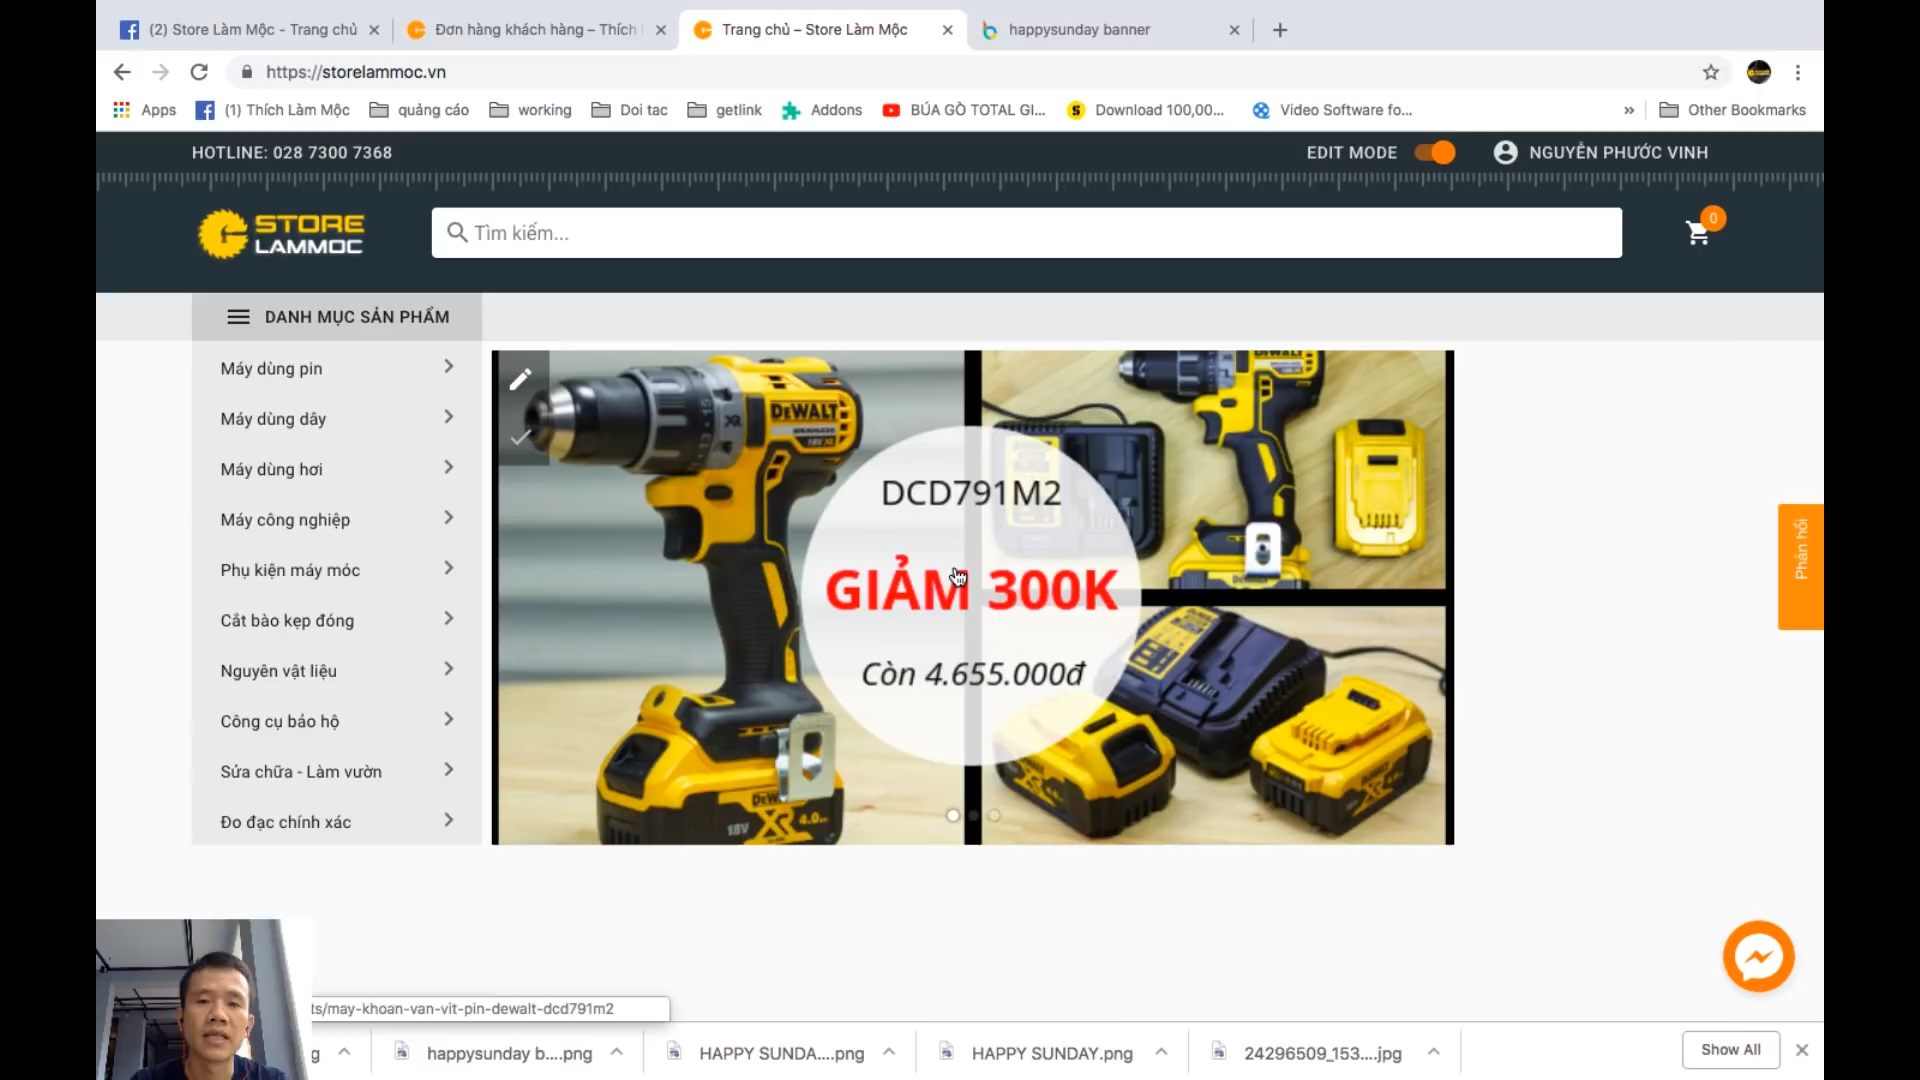 (2) Store Làm Mộc - Trang chủ
Đơn hàng khách hàng – Thích
Trang chủ – Store Làm Mộc
happysunday banner
https://storelammoc.vn
Apps
(1) Thích Làm Mộc
quảng cáo
working
Doi tac
getlink
Addons
BÚA GÒ TOTAL GI...
Download 100,00...
Video Software fo...
Other Bookmarks
HOTLINE: 028 7300 7368
EDIT MODE
NGUYỄN PHƯỚC VINH
STORE
LAMMOC
Tìm kiếm...
0
DANH MỤC SẢN PHẨM
Máy dùng pin
Máy dùng dây
Máy dùng hơi
Máy công nghiệp
Phụ kiện máy móc
Cắt bào kẹp đóng
Nguyên vật liệu
Công cụ bảo hộ
Sửa chữa - Làm vườn
Đo đạc chính xác
DEWALT
DCD791M2
GIẢM 300K
Còn 4.655.000đ
18V XR 4.0
Phản hồi
ts/may-khoan-van-vit-pin-dewalt-dcd791m2
g
happysunday b....png
HAPPY SUNDA....png
HAPPY SUNDAY.png
24296509_153....jpg
Show All